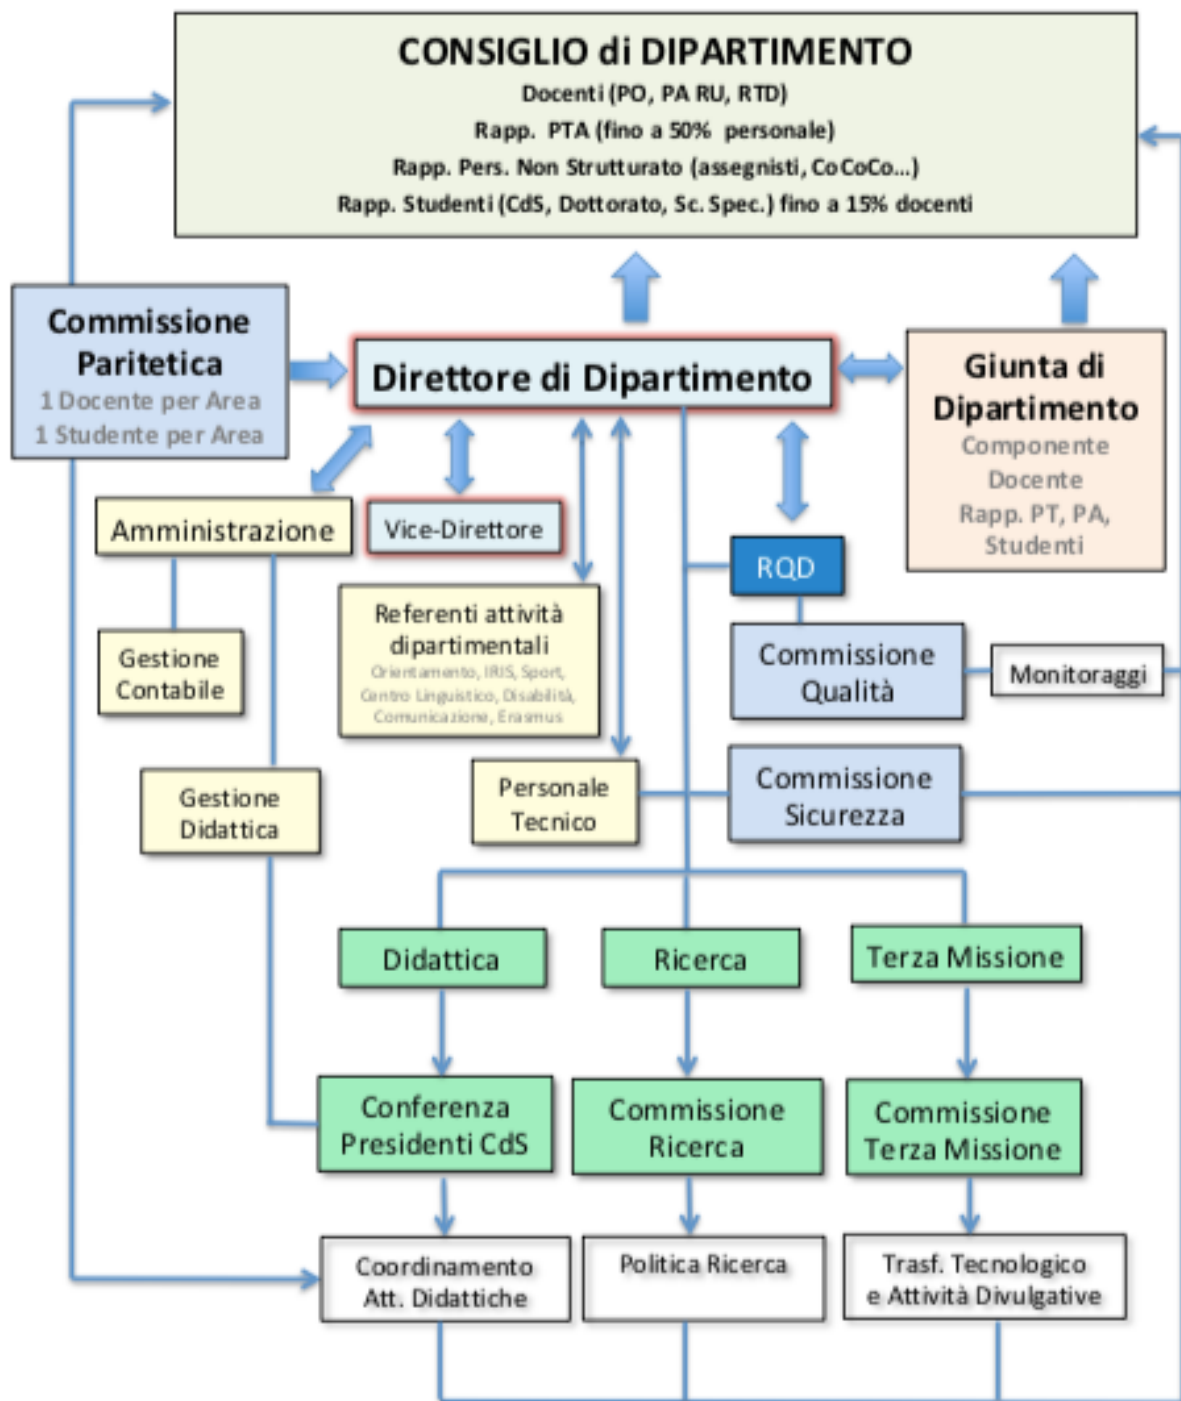 CONSIGLIO di DIPARTIMENTO
Docenti (PO, PA RU, RTD)
Rapp. PTA (fino a 50% personale)
Rapp. Pers. Non Strutturato (assegnisti, CoCoCo...)
Rapp. Studenti (CdS, Dottorato, Sc. Spec.) fino a 15% docenti
Commissione
Paritetica
1 Docente per Area
1 Studente per Area
Direttore di Dipartimento
Giunta di
Dipartimento
Componente
Docente
Rapp. PT, PA,
Studenti
Amministrazione
Vice-Direttore
RQD
Referenti attività
dipartimentali
Orientamento, IRIS, Sport,
Centro Linguistico, Disabilità,
Comunicazione, Erasmus
Gestione
Contabile
Commissione
Qualità
Monitoraggi
Gestione
Didattica
Personale
Tecnico
Commissione
Sicurezza
Didattica
Ricerca
Terza Missione
Conferenza
Presidenti CdS
Commissione
Ricerca
Commissione
Terza Missione
Coordinamento
Att. Didattiche
Politica Ricerca
Trasf. Tecnologico
e Attività Divulgative